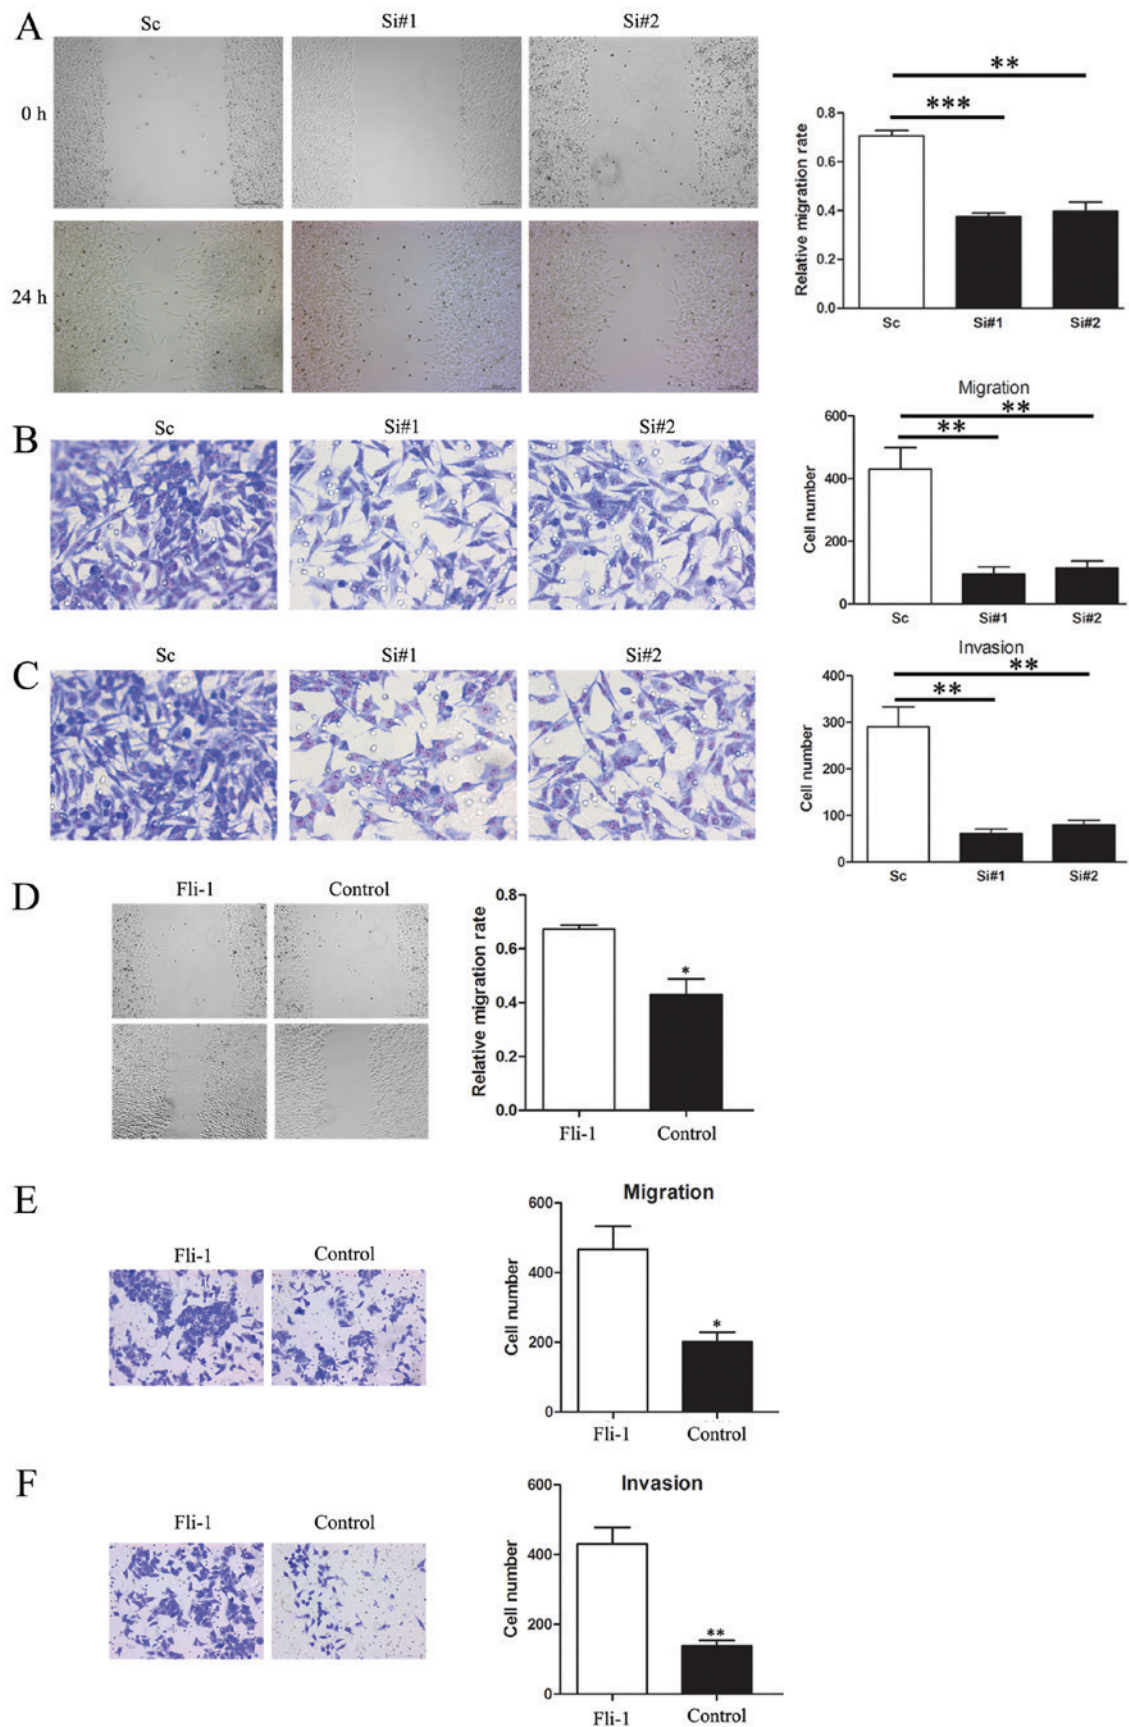 A
Sc
Si#1
Si#2
0 h
24 h
**
***
0.8
0.6
0.4
0.2
0.0
Relative migration rate
Sc
Si#1
Si#2
B
Sc
Si#1
Si#2
Migration
**
**
600
400
200
0
Cell number
Sc
Si#1
Si#2
C
Sc
Si#1
Si#2
Invasion
**
**
400
300
200
100
0
Cell number
Sc
Si#1
Si#2
D
Fli-1
Control
0.8
0.6
0.4
0.2
0.0
Relative migration rate
*
Fli-1
Control
E
Fli-1
Control
Migration
600
400
200
0
Cell number
*
Fli-1
Control
F
Fli-1
Control
Invasion
600
400
200
0
Cell number
**
Fli-1
Control